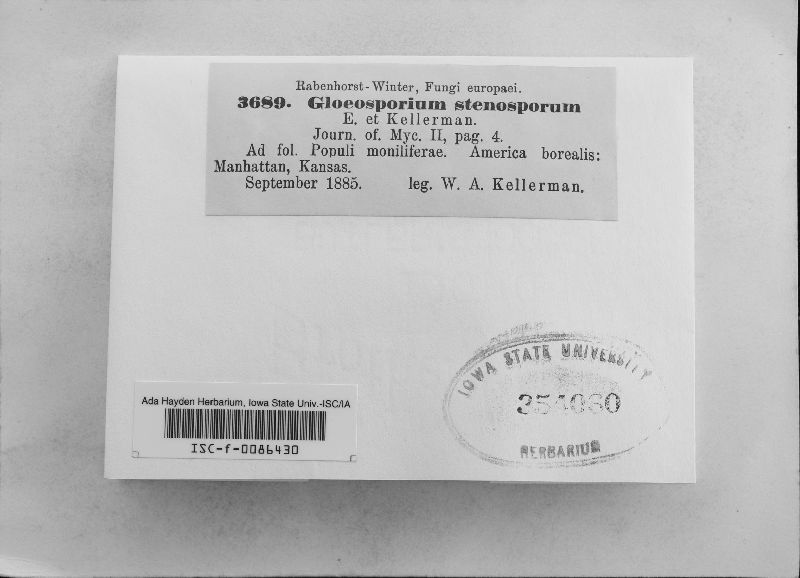 Rabenhorst-Winter, Fungi europaei.
3689. Gloeosporium stenosporum
E. et Kellerman.
Journ. of. Myc. II, pag. 4.
Ad fol. Populi moniliferae. America borealis:
Manhattan, Kansas.
September 1885. leg. W. A. Kellerman.
IOWA STATE UNIVERSITY
354060
HERBARIUM
Ada Hayden Herbarium, Iowa State Univ.-ISC/IA
ISC-f-0086430